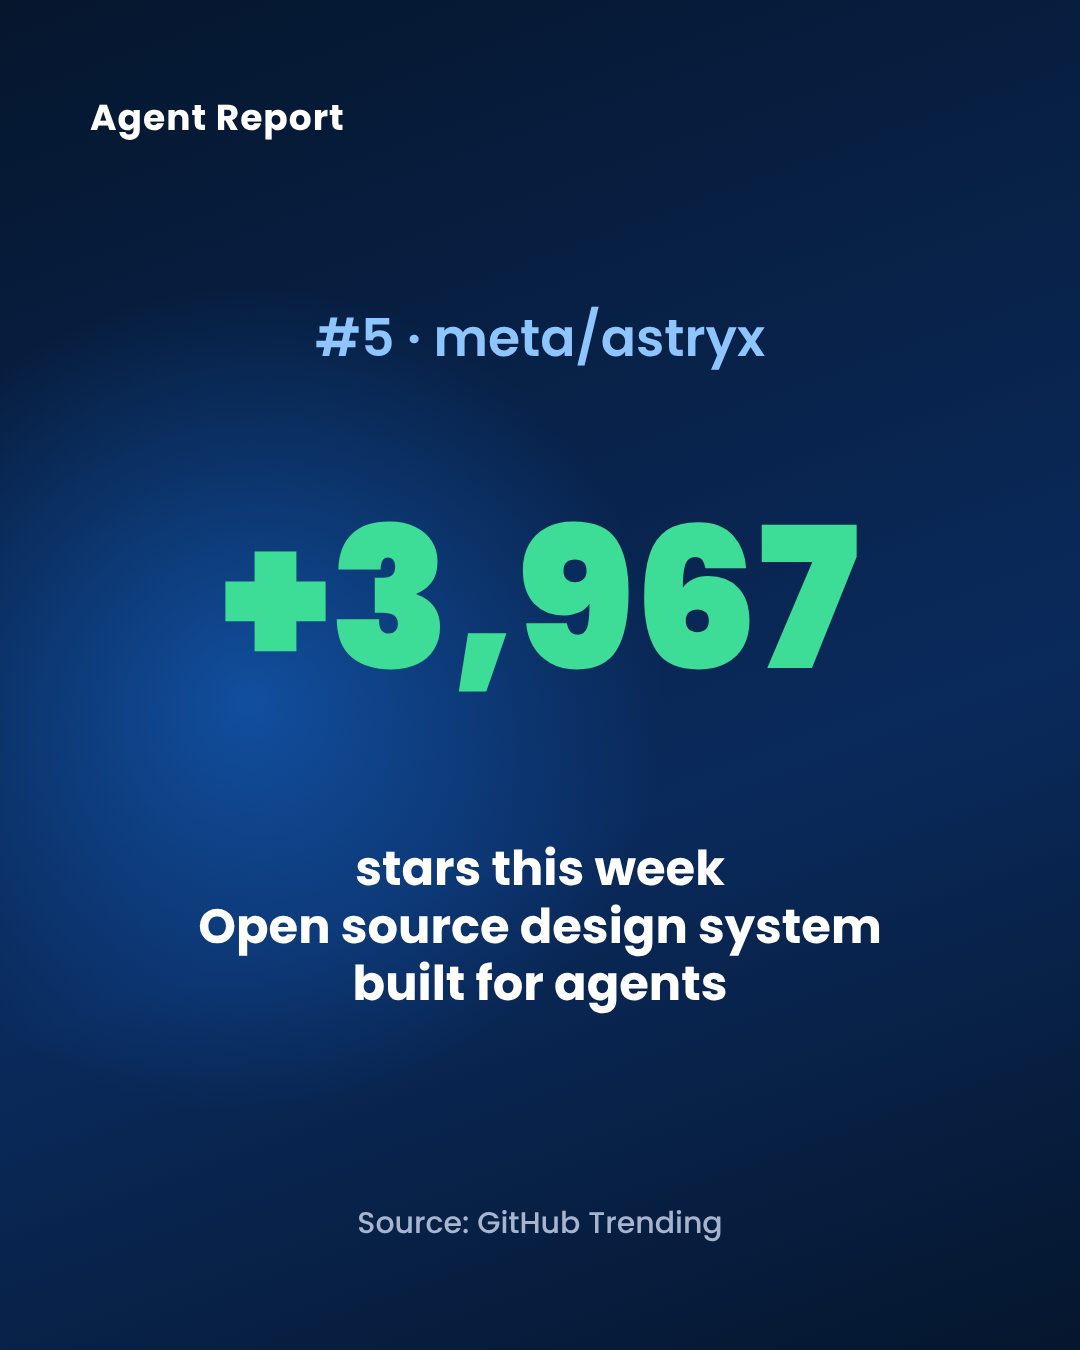 Agent Report
#5 · meta/astryx
+3,967
stars this week
Open source design system
built for agents
Source: GitHub Trending